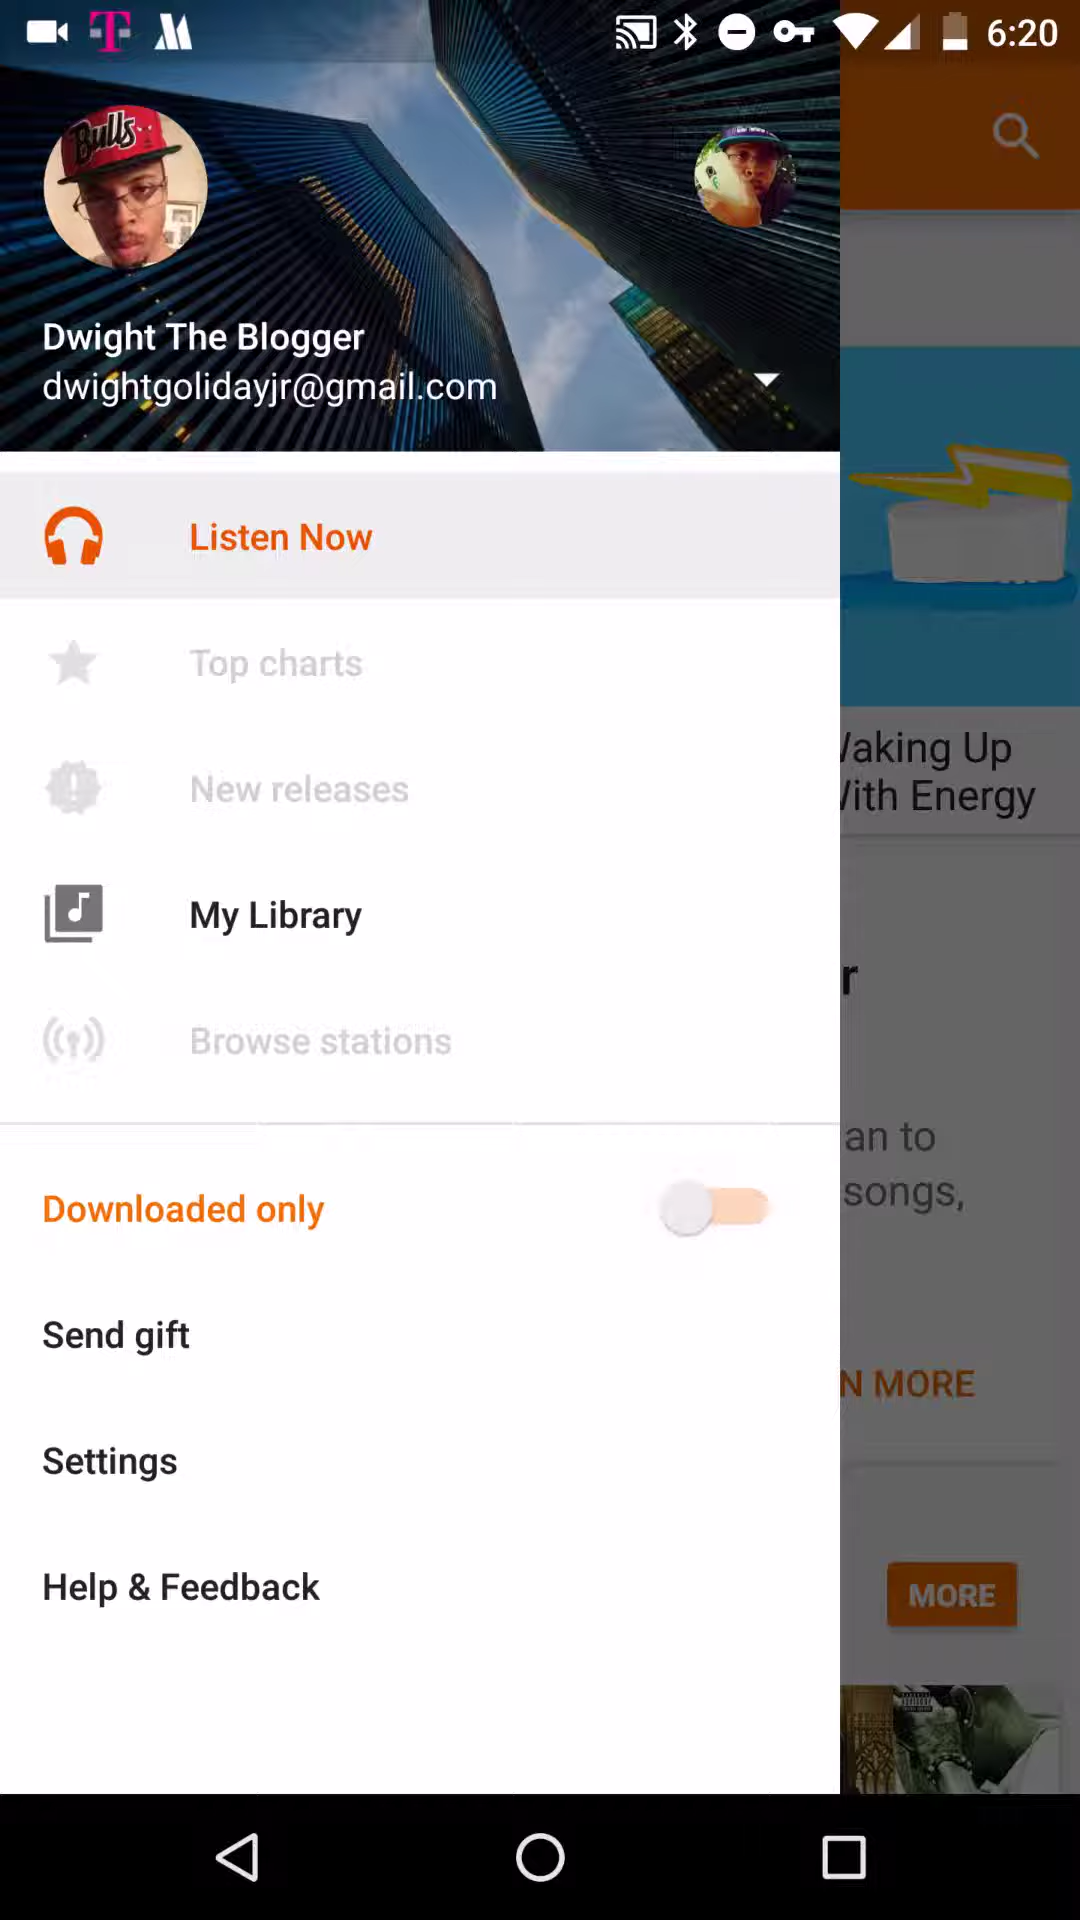 6:20
Bulls
Dwight The Blogger
dwightgolidayjr@gmail.com
Listen Now
Top charts
New releases
My Library
Browse stations
Downloaded only
Send gift
Settings
Help & Feedback
aking Up
ith Energy
r
an to
songs,
N MORE
MORE